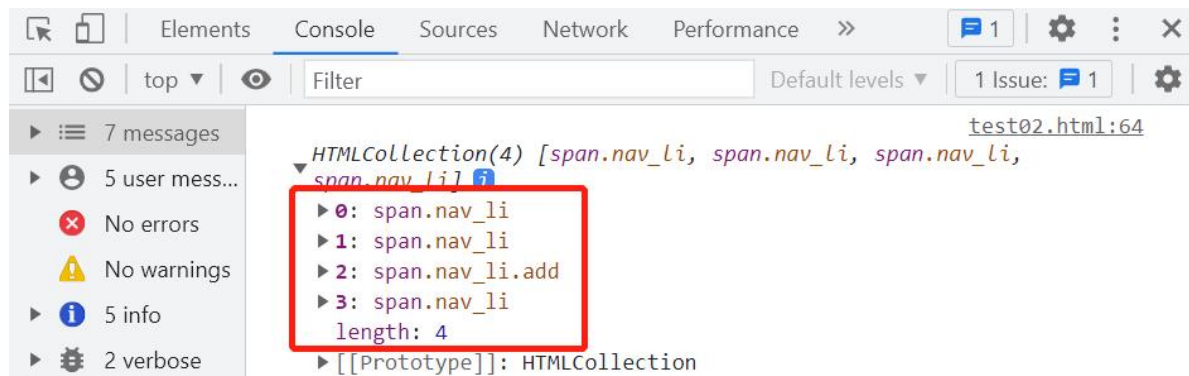 Elements Console Sources Network Performance » 1
top ▼ Filter Default levels ▼ 1 Issue: 1
7 messages
5 user mess...
No errors
No warnings
5 info
2 verbose
test02.html:64
HTMLCollection(4) [span.nav_li, span.nav_li, span.nav_li,
span.nav_li] i
0: span.nav_li
1: span.nav_li
2: span.nav_li.add
3: span.nav_li
length: 4
[[Prototype]]: HTMLCollection